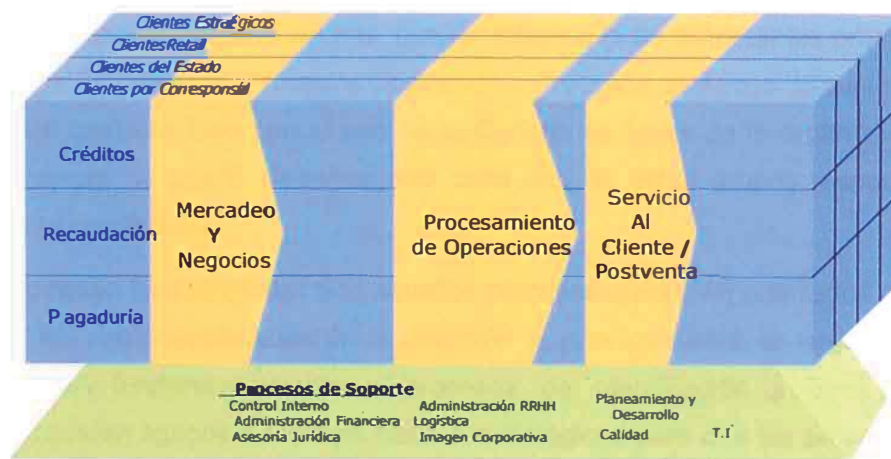 Clientes Estratégicos
Clientes Retail
Clientes del Estado
Clientes por Corresponsal
Créditos
Recaudación
Pagaduría
Mercadeo
Y
Negocios
Procesamiento
de Operaciones
Servicio
Al
Cliente /
Postventa
Procesos de Soporte
Control Interno
Administración Financiera
Asesoría Jurídica
Administración RRHH
Logística
Imagen Corporativa
Planeamiento y
Desarrollo
Calidad
T.I